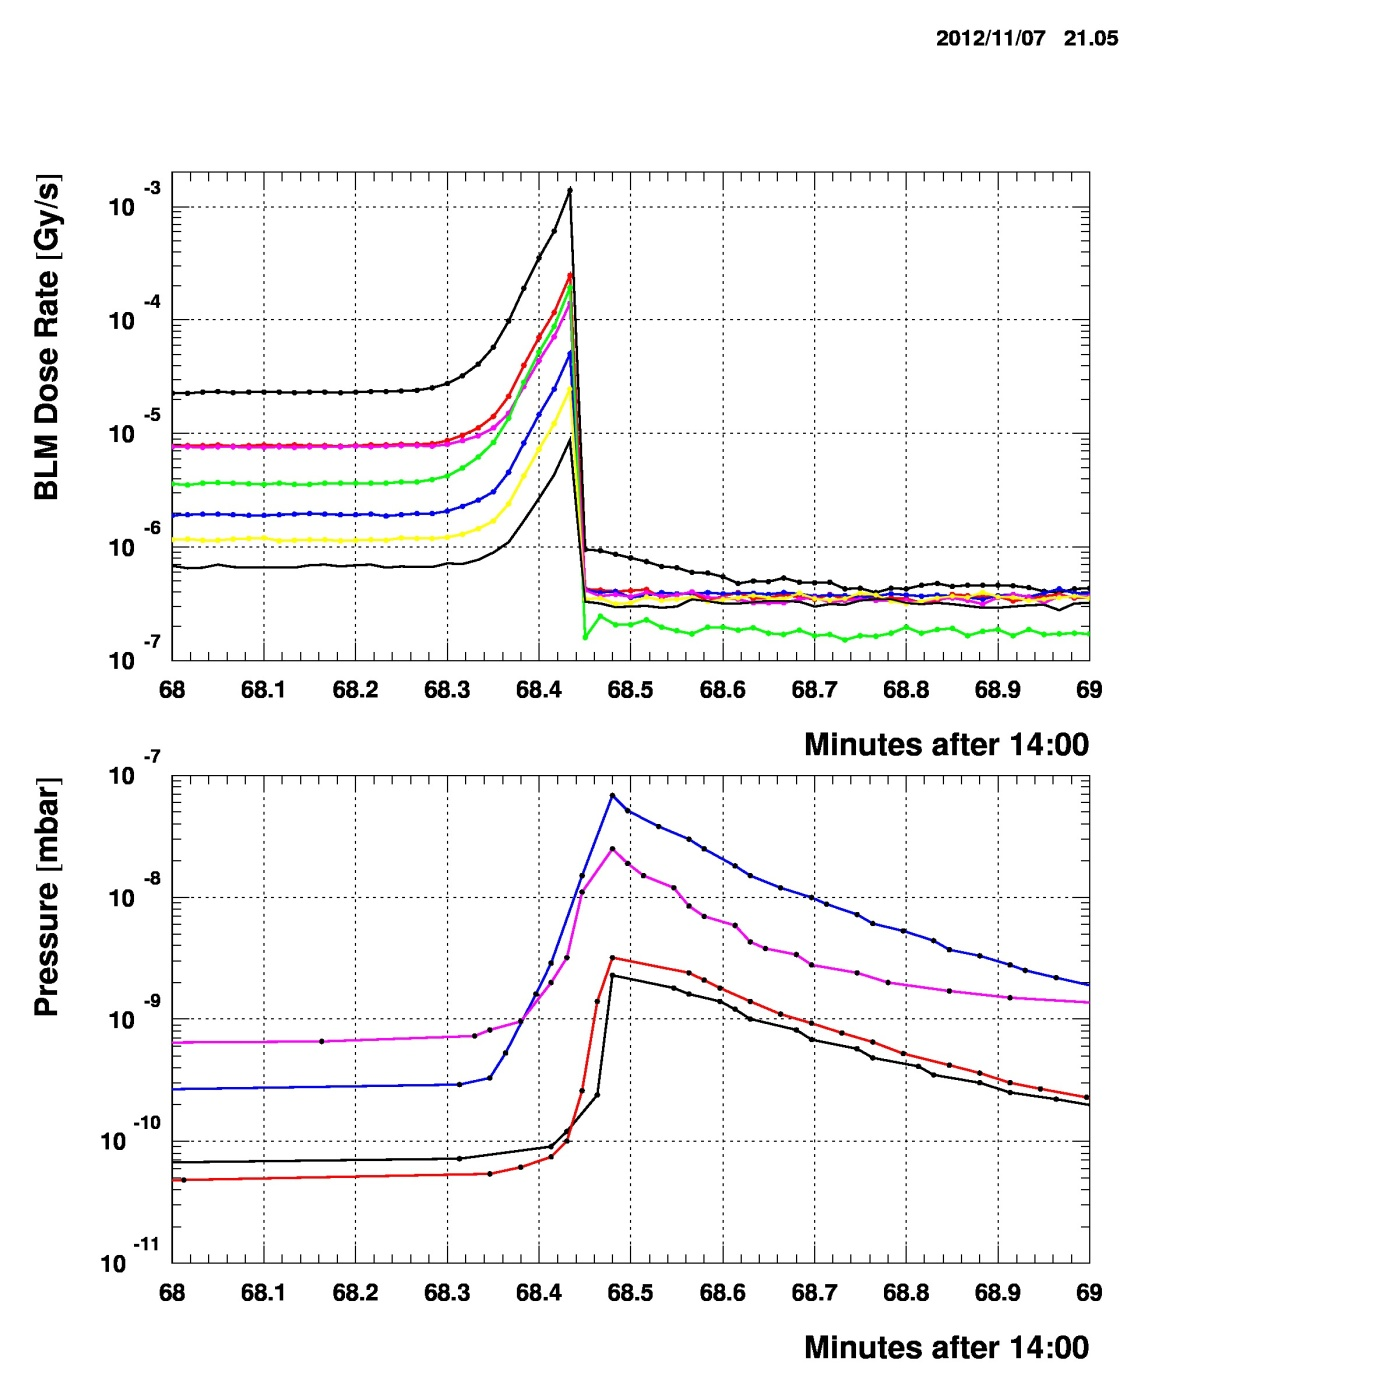 2012/11/07 21.05
BLM Dose Rate [Gy/s]
10 -3
10 -4
10 -5
10 -6
10 -7
68 68.1 68.2 68.3 68.4 68.5 68.6 68.7 68.8 68.9 69
Minutes after 14:00
Pressure [mbar]
10 -7
10 -8
10 -9
10 -10
10 -11
68 68.1 68.2 68.3 68.4 68.5 68.6 68.7 68.8 68.9 69
Minutes after 14:00